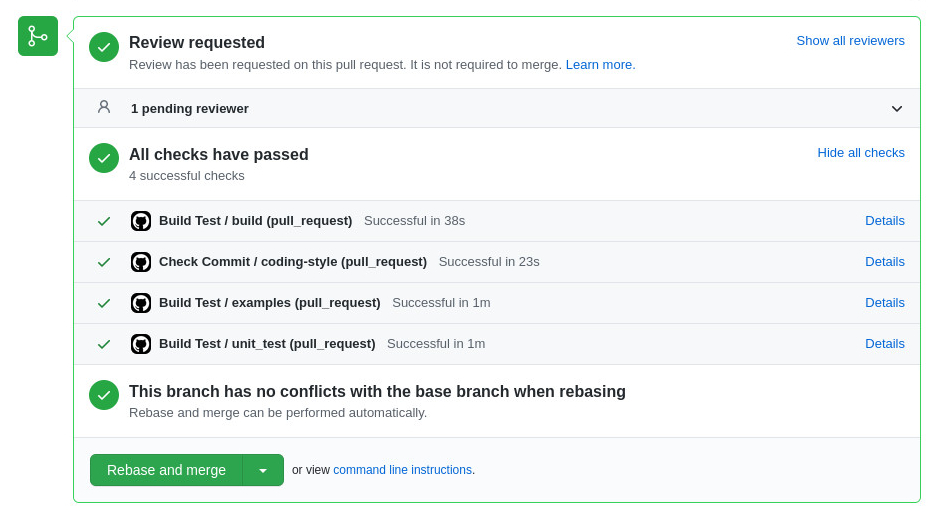 Review requested
Show all reviewers
Review has been requested on this pull request. It is not required to merge. Learn more.
1 pending reviewer
All checks have passed
Hide all checks
4 successful checks
Build Test / build (pull_request) Successful in 38s Details
Check Commit / coding-style (pull_request) Successful in 23s Details
Build Test / examples (pull_request) Successful in 1m Details
Build Test / unit_test (pull_request) Successful in 1m Details
This branch has no conflicts with the base branch when rebasing
Rebase and merge can be performed automatically.
Rebase and merge or view command line instructions.